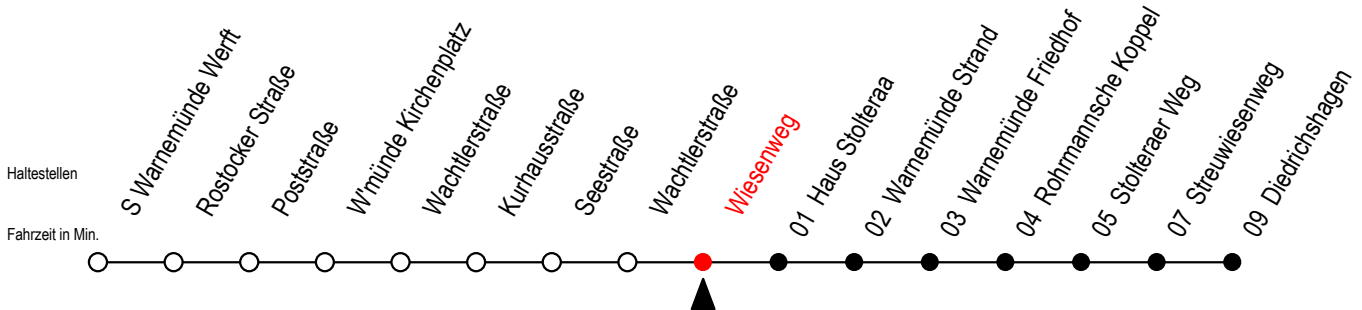 Haltestellen
Fahrzeit in Min.
S Warnemünde Werft
Rostocker Straße
Poststraße
W'münde Kirchenplatz
Wachtlerstraße
Kurhausstraße
Seestraße
Wachtlerstraße
Wiesenweg
01 Haus Stolteraa
02 Warnemünde Strand
03 Warnemünde Friedhof
04 Rohrmannsche Koppel
05 Stolteraer Weg
07 Streuwiesenweg
09 Diedrichshagen